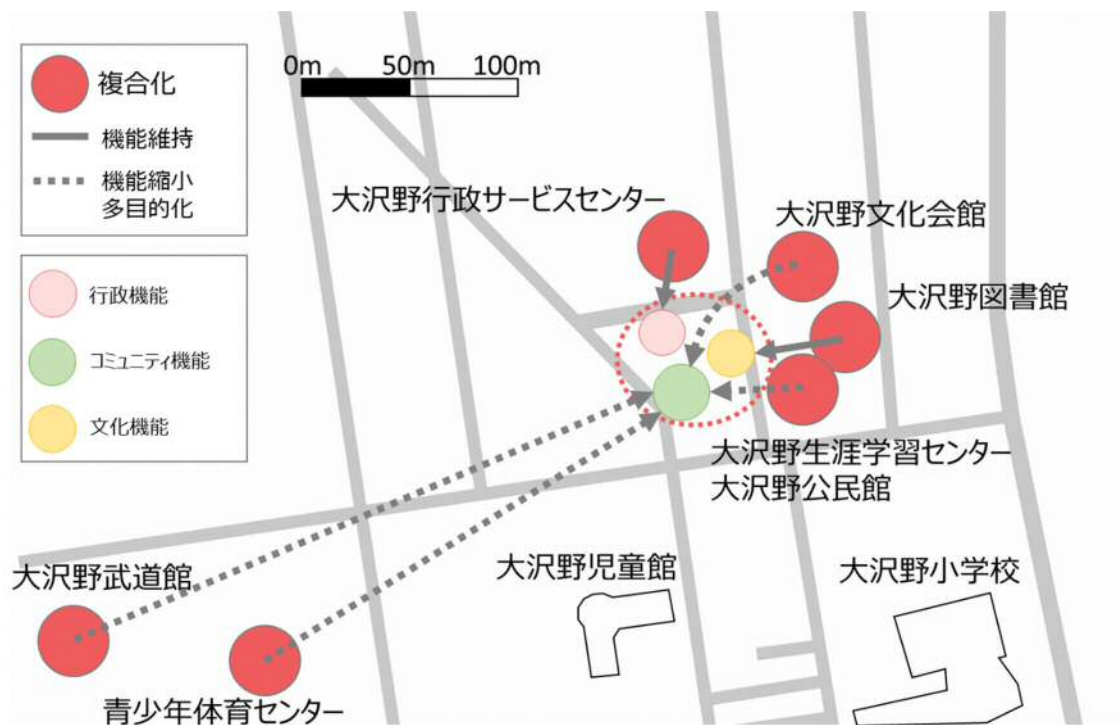 複合化
機能維持
機能縮小
多目的化
行政機能
コミュニティ機能
文化機能
0m 50m 100m
大沢野行政サービスセンター
大沢野文化会館
大沢野図書館
大沢野生涯学習センター
大沢野公民館
大沢野武道館
大沢野児童館
大沢野小学校
青少年体育センター